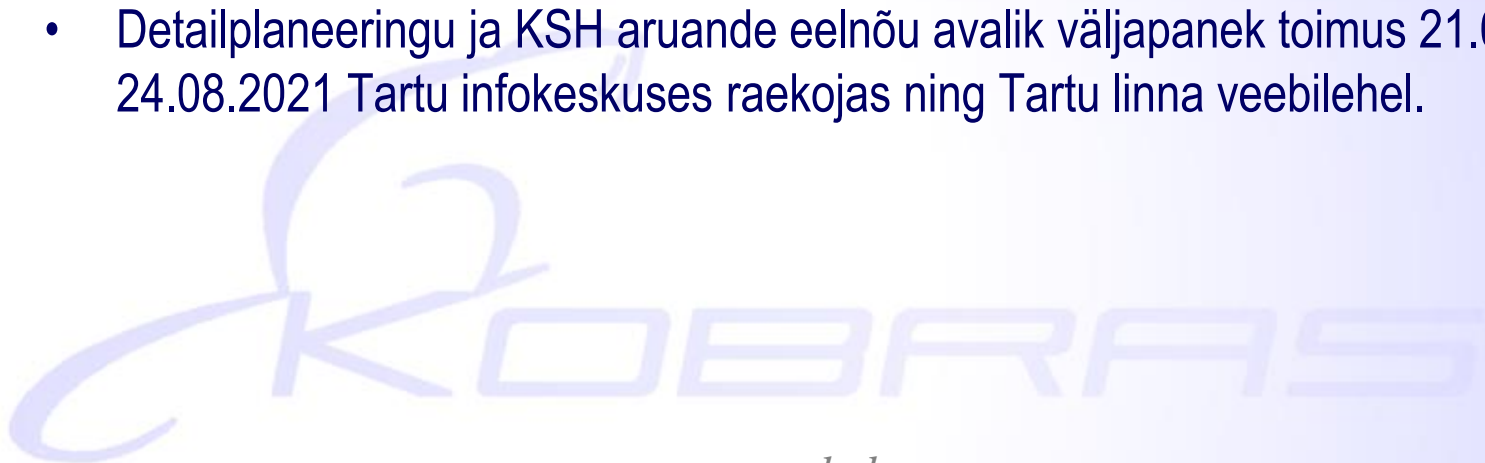 • Detailplaneeringu ja KSH aruande eelnõu avalik väljapanek toimus
24.08.2021 Tartu infokeskuses raekojas ning Tartu linna veebilehel.
KOBRAS